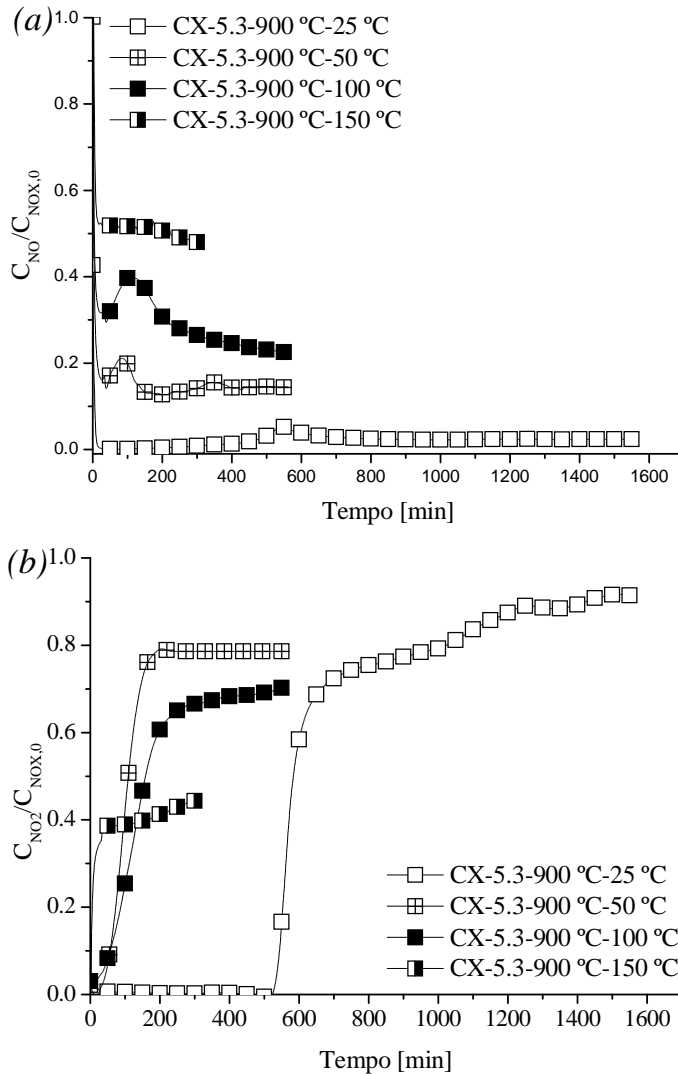 (a)
1.0
CX-5.3-900 ºC-25 ºC
CX-5.3-900 ºC-50 ºC
CX-5.3-900 ºC-100 ºC
CX-5.3-900 ºC-150 ºC
0.8
0.6
0.4
0.2
0.0
C_NO/C_NOX,0
0 200 400 600 800 1000 1200 1400 1600
Tempo [min]
(b)
1.0
0.8
0.6
0.4
0.2
0.0
C_NO2/C_NOX,0
CX-5.3-900 ºC-25 ºC
CX-5.3-900 ºC-50 ºC
CX-5.3-900 ºC-100 ºC
CX-5.3-900 ºC-150 ºC
0 200 400 600 800 1000 1200 1400 1600
Tempo [min]